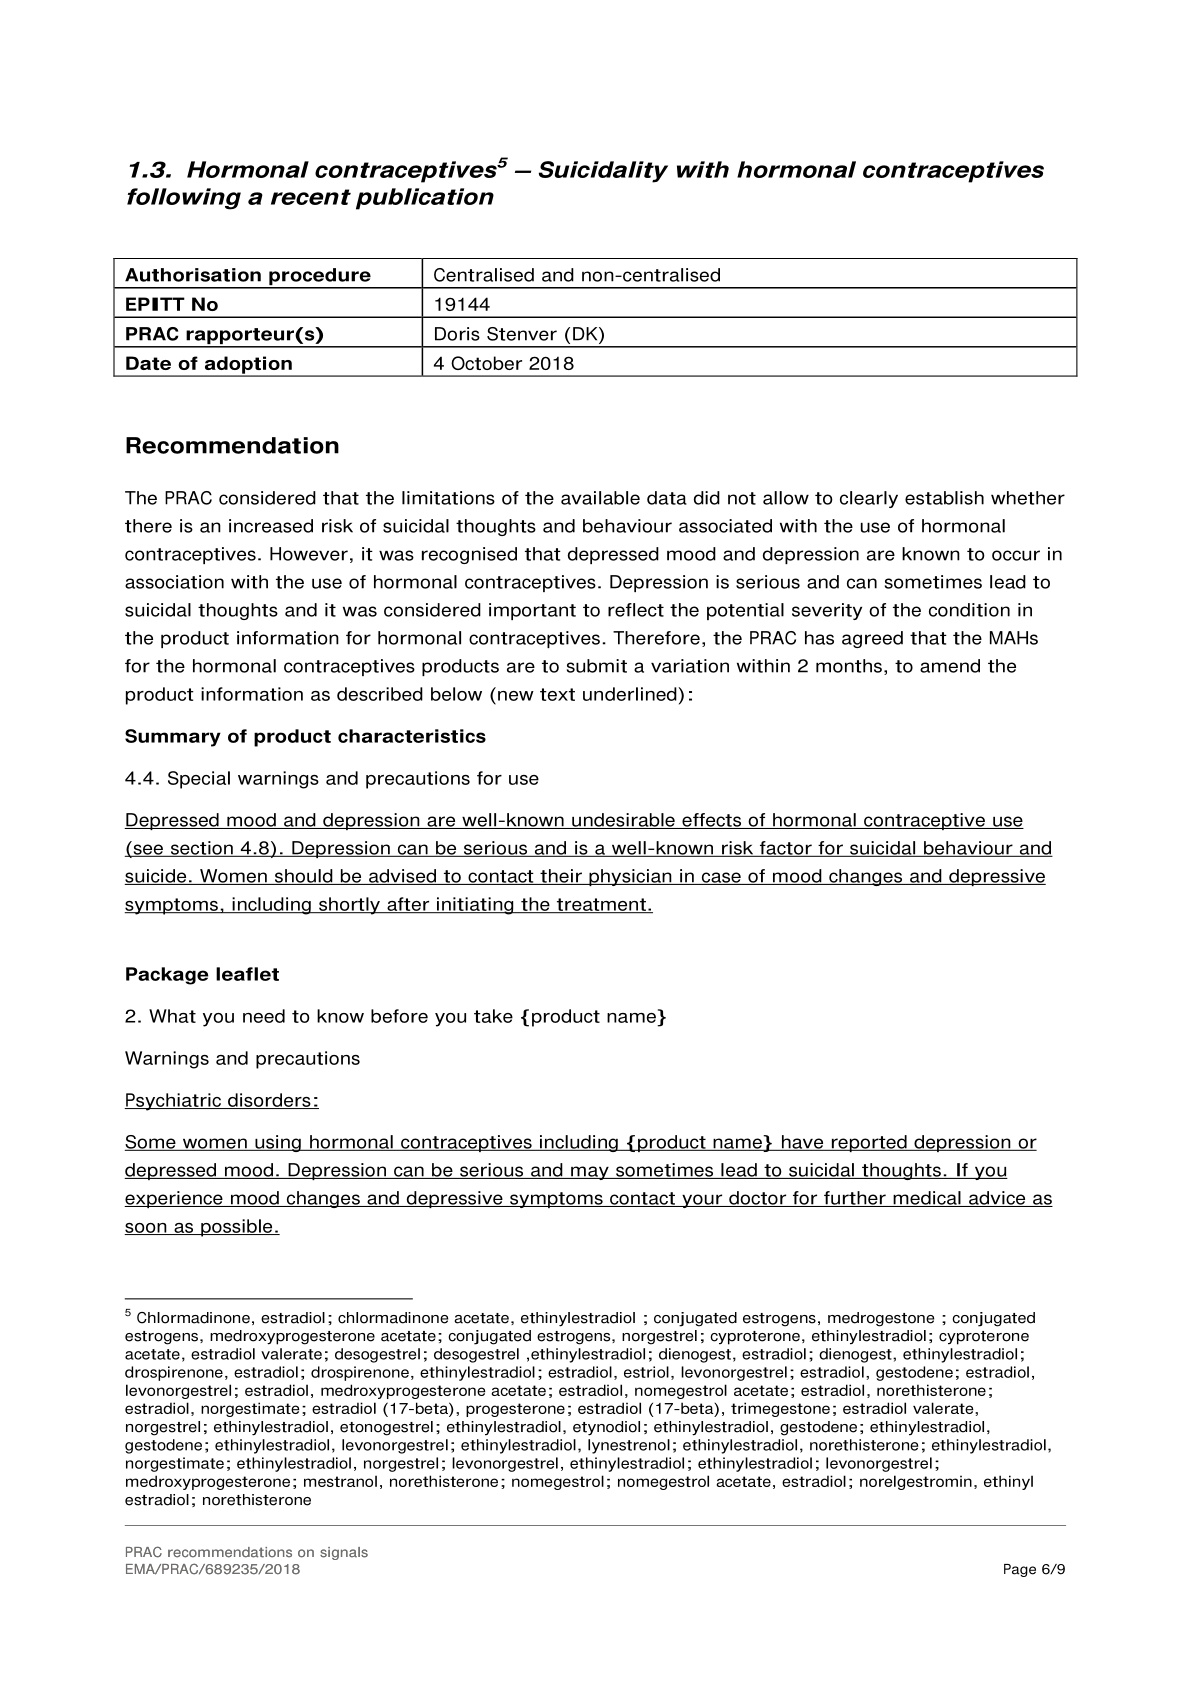 1.3. Hormonal contraceptives5 – Suicidality with hormonal contraceptives
following a recent publication
Authorisation procedure Centralised and non-centralised
EPITT No 19144
PRAC rapporteur(s) Doris Stenver (DK)
Date of adoption 4 October 2018
Recommendation
The PRAC considered that the limitations of the available data did not allow to clearly establish whether
there is an increased risk of suicidal thoughts and behaviour associated with the use of hormonal
contraceptives. However, it was recognised that depressed mood and depression are known to occur in
association with the use of hormonal contraceptives. Depression is serious and can sometimes lead to
suicidal thoughts and it was considered important to reflect the potential severity of the condition in
the product information for hormonal contraceptives. Therefore, the PRAC has agreed that the MAHs
for the hormonal contraceptives products are to submit a variation within 2 months, to amend the
product information as described below (new text underlined):
Summary of product characteristics
4.4. Special warnings and precautions for use
Depressed mood and depression are well-known undesirable effects of hormonal contraceptive use
(see section 4.8). Depression can be serious and is a well-known risk factor for suicidal behaviour and
suicide. Women should be advised to contact their physician in case of mood changes and depressive
symptoms, including shortly after initiating the treatment.
Package leaflet
2. What you need to know before you take {product name}
Warnings and precautions
Psychiatric disorders:
Some women using hormonal contraceptives including {product name} have reported depression or
depressed mood. Depression can be serious and may sometimes lead to suicidal thoughts. If you
experience mood changes and depressive symptoms contact your doctor for further medical advice as
soon as possible.
5 Chlormadinone, estradiol; chlormadinone acetate, ethinylestradiol ; conjugated estrogens, medrogestone ; conjugated
estrogens, medroxyprogesterone acetate; conjugated estrogens, norgestrel; cyproterone, ethinylestradiol; cyproterone
acetate, estradiol valerate; desogestrel; desogestrel ,ethinylestradiol; dienogest, estradiol; dienogest, ethinylestradiol;
drospirenone, estradiol; drospirenone, ethinylestradiol; estradiol, estriol, levonorgestrel; estradiol, gestodene; estradiol,
levonorgestrel; estradiol, medroxyprogesterone acetate; estradiol, nomegestrol acetate; estradiol, norethisterone;
estradiol, norgestimate; estradiol (17-beta), progesterone; estradiol (17-beta), trimegestone; estradiol valerate,
norgestrel; ethinylestradiol, etonogestrel; ethinylestradiol, etynodiol; ethinylestradiol, gestodene; ethinylestradiol,
gestodene; ethinylestradiol, levonorgestrel; ethinylestradiol, lynestrenol; ethinylestradiol, norethisterone; ethinylestradiol,
norgestimate; ethinylestradiol, norgestrel; levonorgestrel, ethinylestradiol; ethinylestradiol; levonorgestrel;
medroxyprogesterone; mestranol, norethisterone; nomegestrol; nomegestrol acetate, estradiol; norelgestromin, ethinyl
estradiol; norethisterone
PRAC recommendations on signals
EMA/PRAC/689235/2018 Page 6/9